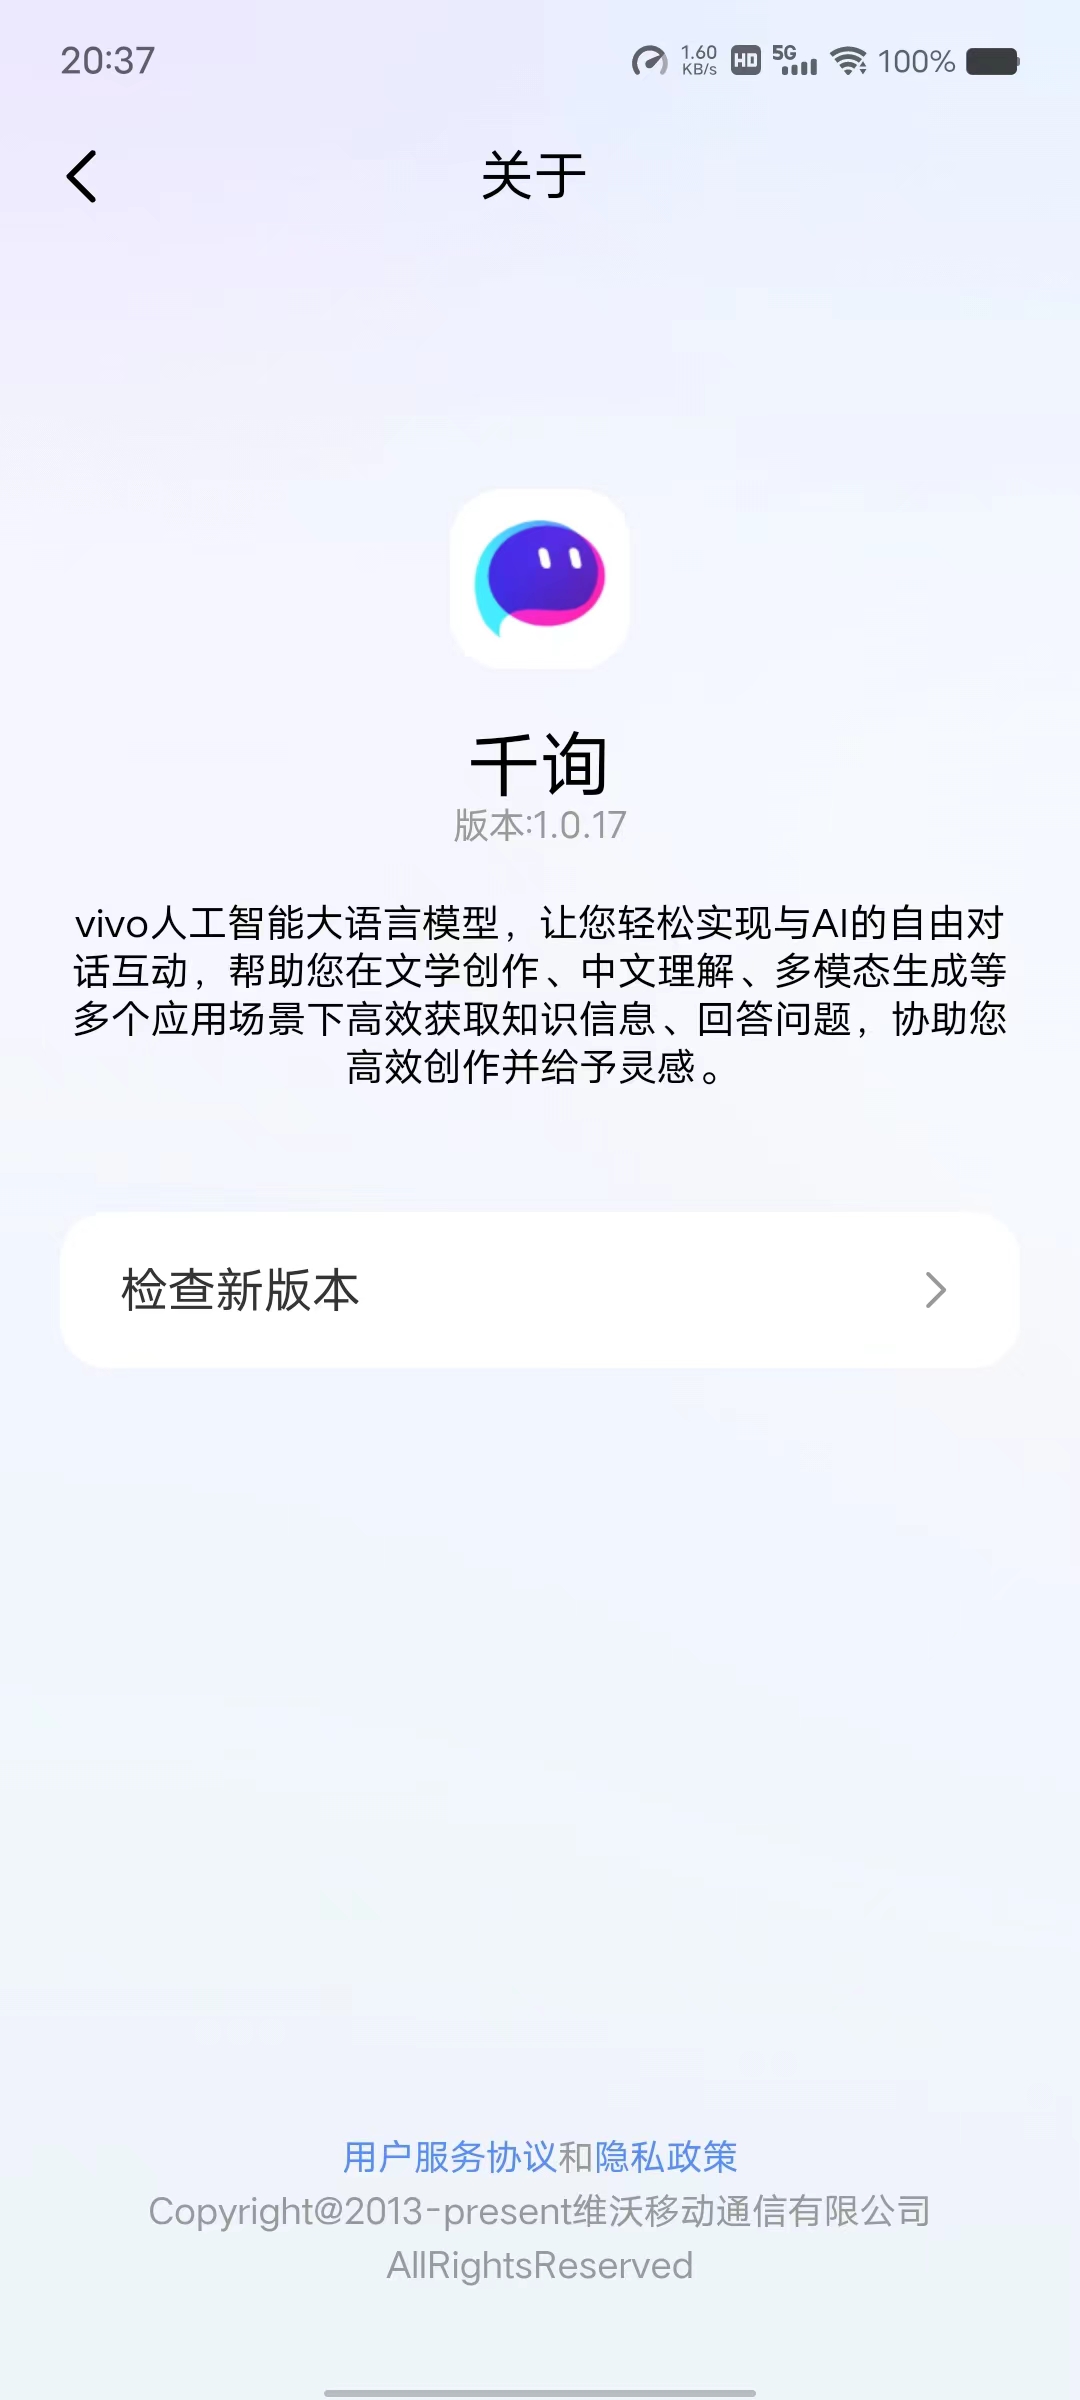 20:37
1.60
KB/s
HD
5G
100%
关于
千询
版本:1.0.17
vivo人工智能大语言模型，让您轻松实现与AI的自由对
话互动，帮助您在文学创作、中文理解、多模态生成等
多个应用场景下高效获取知识信息、回答问题，协助您
高效创作并给予灵感。
检查新版本
用户服务协议和隐私政策
Copyright@2013-present维沃移动通信有限公司
AllRightsReserved